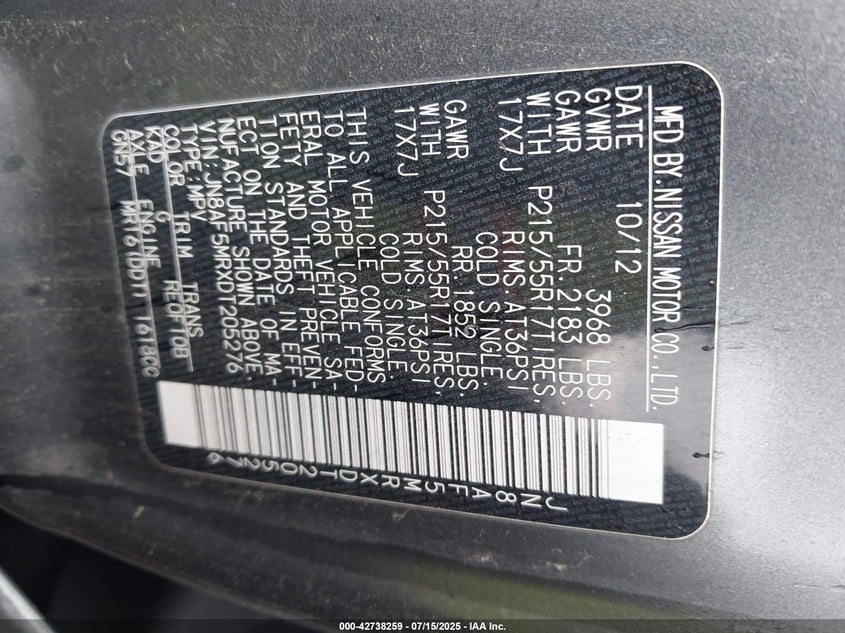 MFD BY NISSAN MOTOR CO.,LTD.
DATE 10/12
GVWR 3968 LBS.
GAWR FR.2183 LBS.
WITH P215/55R17TIRES,
17X7J RIMS.AT36PSI
COLD SINGLE.
GAWR RR.1852 LBS.
WITH P215/55R17TIRES,
17X7J RIMS.AT36PSI
COLD SINGLE.
THIS VEHICLE CONFORMS
TO ALL APPLICABLE FED-
ERAL MOTOR VEHICLE SA-
FETY AND THEFT PREVEN-
TION STANDARDS IN EFF-
ECT ON THE DATE OF MA-
NUFACTURE SHOWN ABOVE.
VIN:JN8AF5MRXDT205276
TYPE:MPV
COLOR TRIM TRANS
KAD G RE0F10B
AXLE ENGINE
GN57 MR16(DDT) 1618CC
JN8AF5MRXDT205276
000-42738259 - 07/15/2025 - IAA Inc.